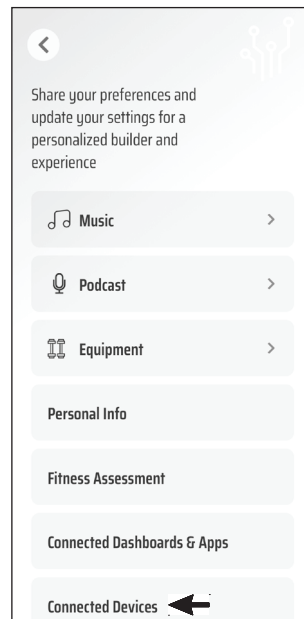 Share your preferences and
update your settings for a
personalized builder and
experience
Music
Podcast
Equipment
Personal Info
Fitness Assessment
Connected Dashboards & Apps
Connected Devices